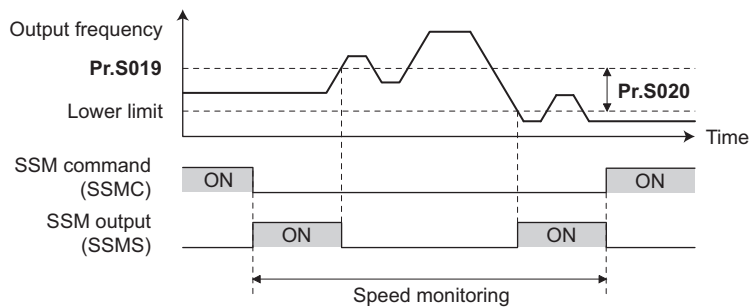 Output frequency
Pr.S019
Pr.S020
Lower limit
Time
SSM command
(SSMC)
ON
ON
SSM output
(SSMS)
ON
ON
Speed monitoring